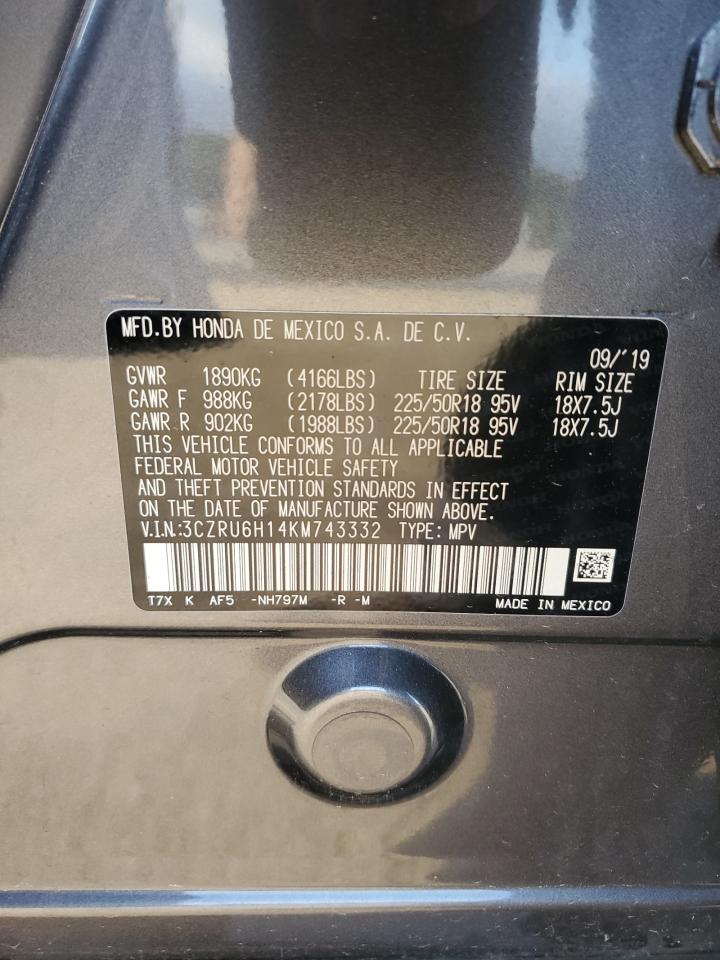 MFD.BY HONDA DE MEXICO S.A. DE C.V.
09/'19
GVWR 1890KG (4166LBS) TIRE SIZE RIM SIZE
GAWR F 988KG (2178LBS) 225/50R18 95V 18X7.5J
GAWR R 902KG (1988LBS) 225/50R18 95V 18X7.5J
THIS VEHICLE CONFORMS TO ALL APPLICABLE
FEDERAL MOTOR VEHICLE SAFETY
AND THEFT PREVENTION STANDARDS IN EFFECT
ON THE DATE OF MANUFACTURE SHOWN ABOVE.
V.I.N:3CZRU6H14KM743332 TYPE: MPV
T7X K AF5 -NH797M -R -M MADE IN MEXICO